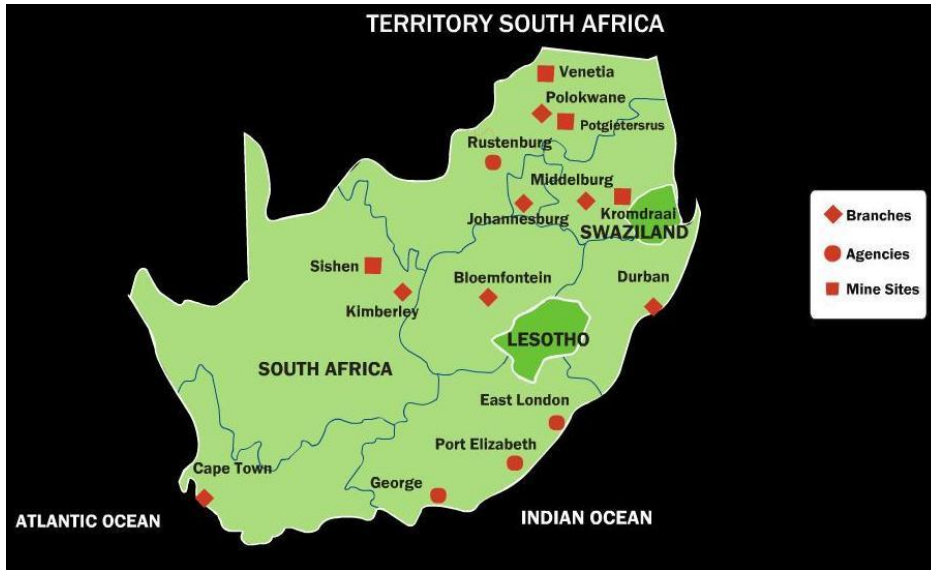 TERRITORY SOUTH AFRICA
Venetia
Polokwane
Potgietersrus
Rustenburg
Middelburg
Johannesburg
Kromdraai
SWAZILAND
Sishen
Bloemfontein
Durban
Kimberley
LESOTHO
SOUTH AFRICA
East London
Port Elizabeth
Cape Town
George
ATLANTIC OCEAN
INDIAN OCEAN
Branches
Agencies
Mine Sites